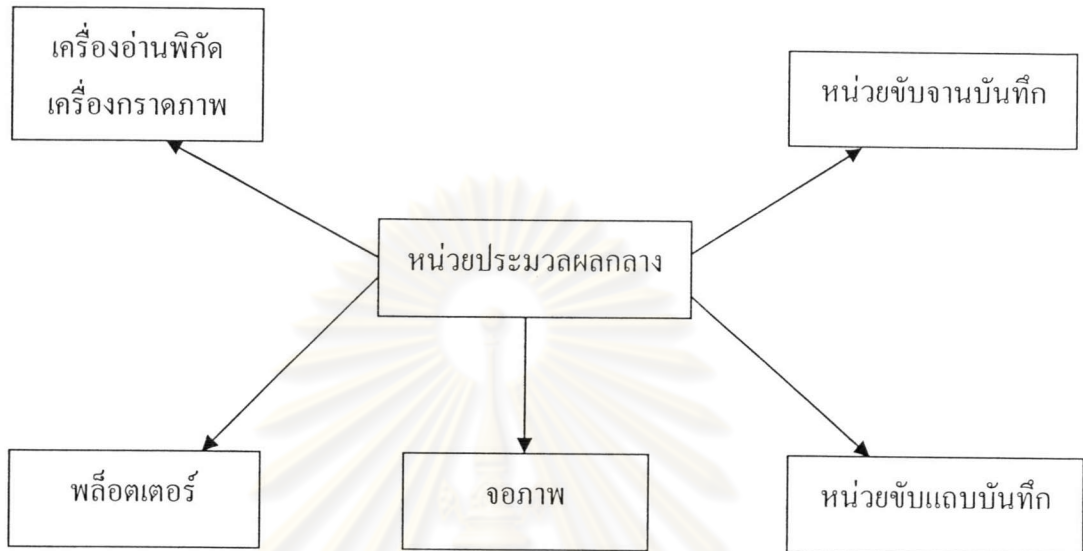 เครื่องอ่านพิกัด
เครื่องกราดภาพ
หน่วยขับจานบันทึก
หน่วยประมวลผลกลาง
พล็อตเตอร์
จอภาพ
หน่วยขับแถบบันทึก